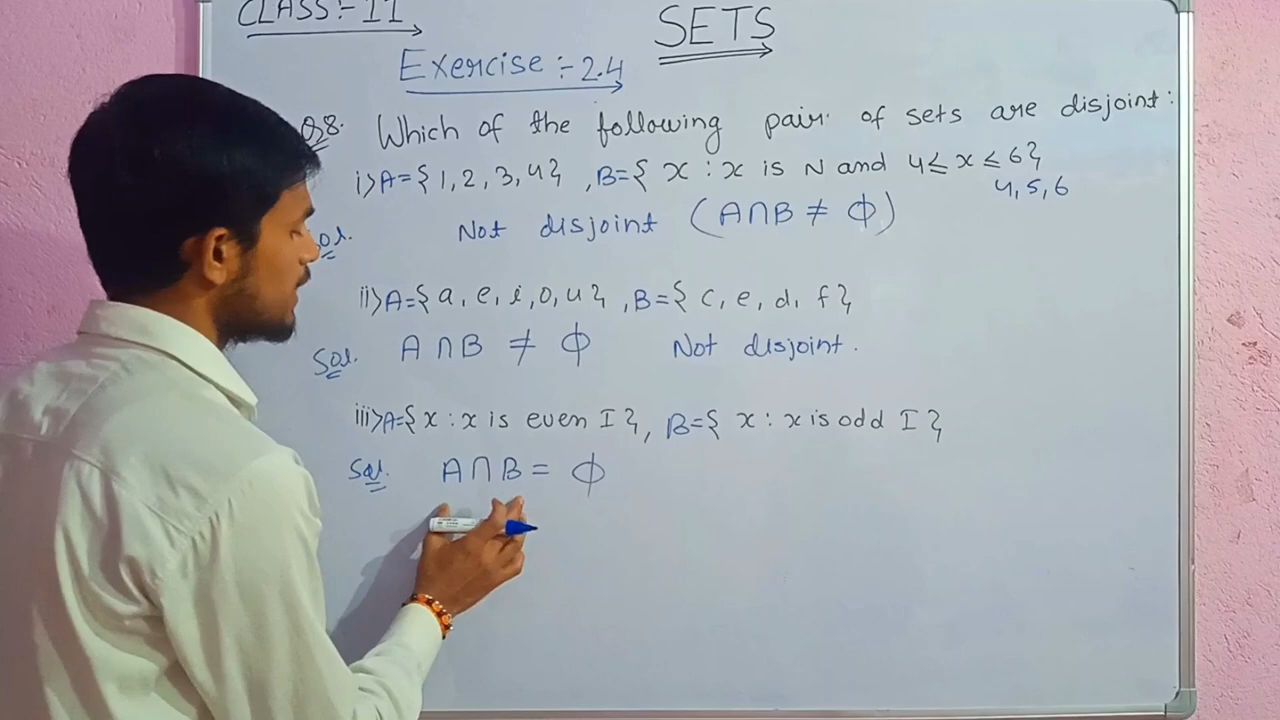 CLASS:- 11
SETS
Exercise :- 2.4
Q8. Which of the following pair of sets are disjoint:
i> A={ 1, 2, 3, 4 } , B={ x : x is N and 4 ≤ x ≤ 6 }
4, 5, 6
Sol. Not disjoint (A∩B ≠ ϕ)
ii> A={ a, e, i, o, u } , B={ c, e, d, f }
Sol. A ∩ B ≠ ϕ Not disjoint.
iii> A={ x : x is even I }, B={ x : x is odd I }
Sol. A∩B = ϕ